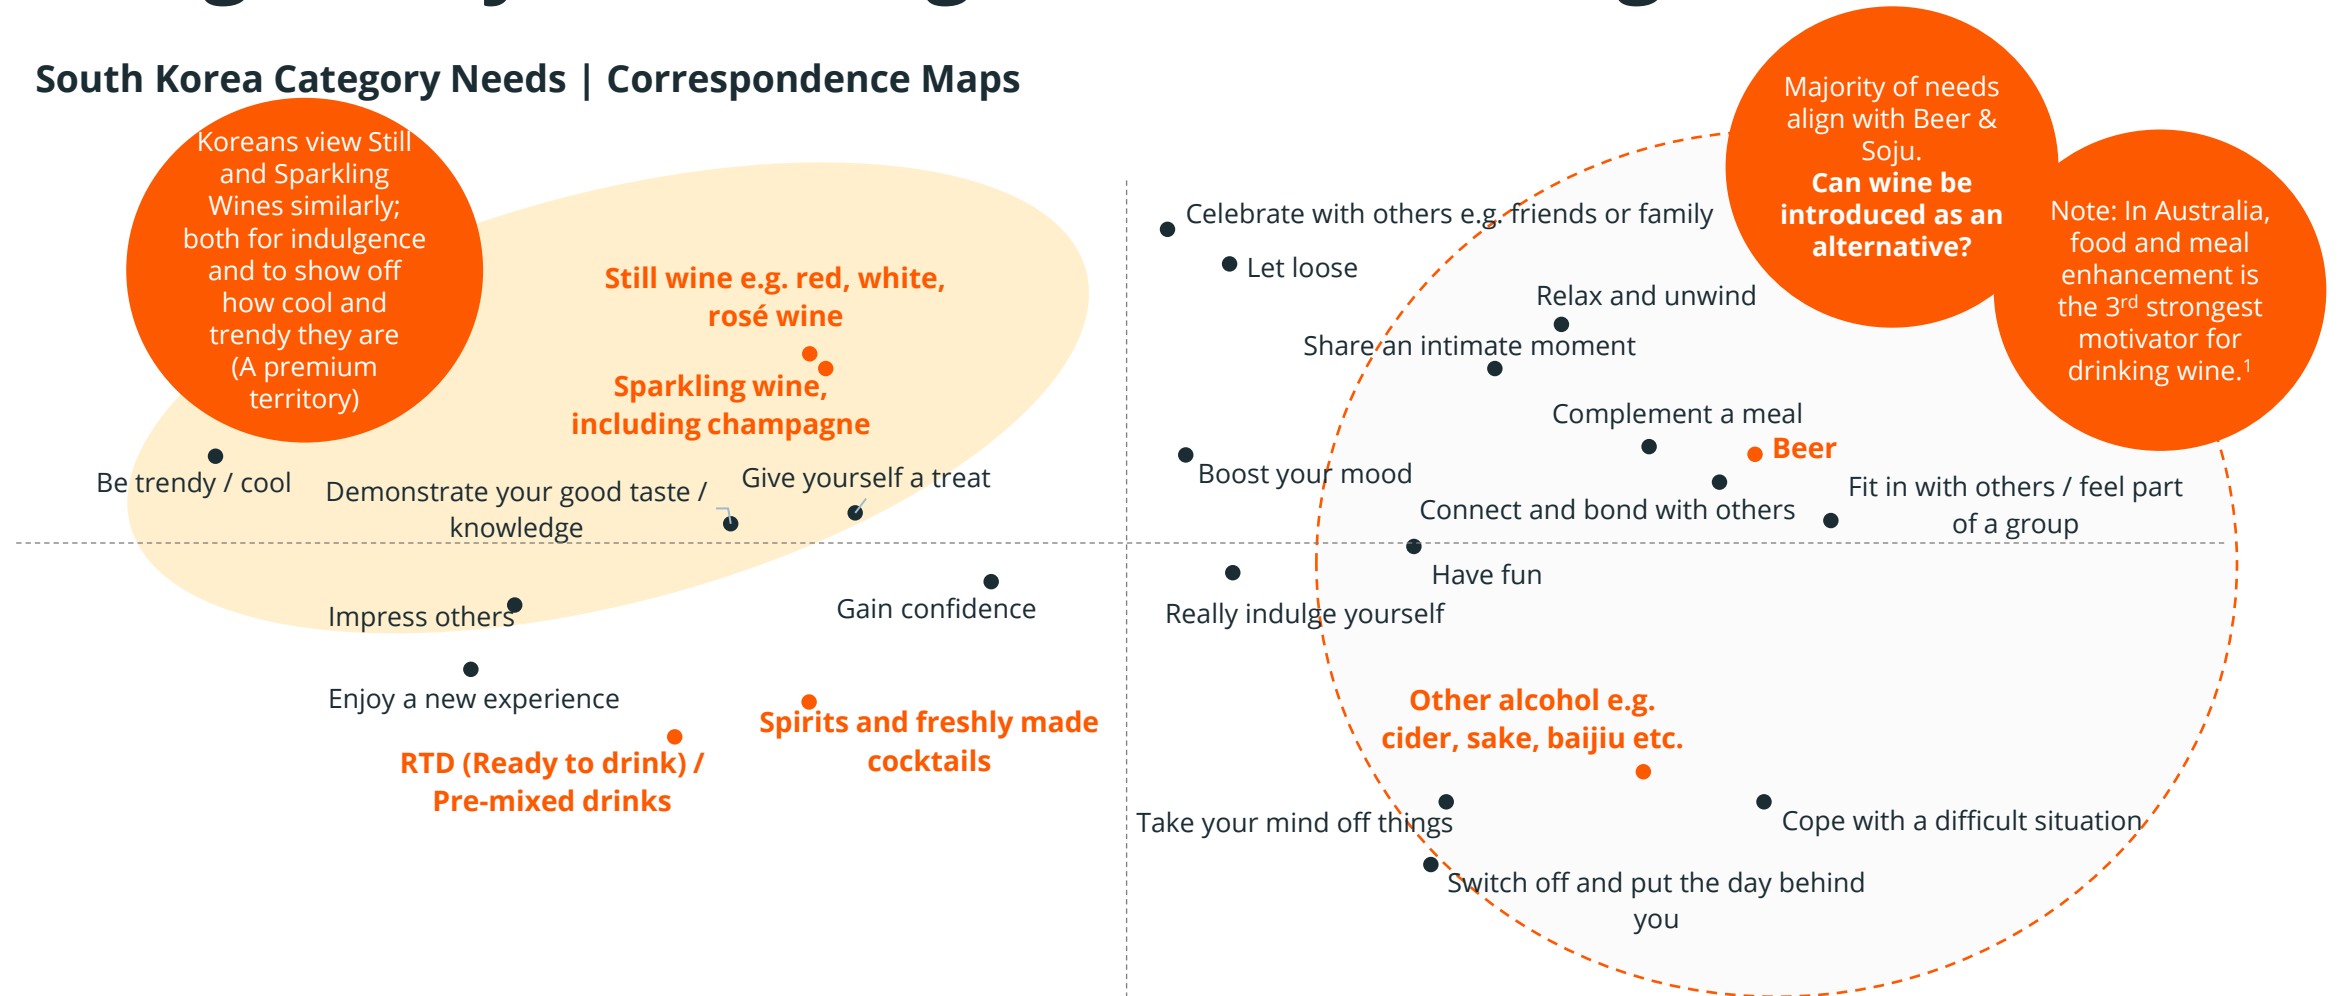 South Korea Category Needs | Correspondence Maps
Koreans view Still
and Sparkling
Wines similarly;
both for indulgence
and to show off
how cool and
trendy they are
(A premium
territory)
Majority of needs
align with Beer &
Soju.
Can wine be
introduced as an
alternative?
Note: In Australia,
food and meal
enhancement is
the 3rd strongest
motivator for
drinking wine.1
Still wine e.g. red, white,
rosé wine
Sparkling wine,
including champagne
Be trendy / cool
Demonstrate your good taste /
knowledge
Give yourself a treat
Celebrate with others e.g. friends or family
Let loose
Relax and unwind
Share an intimate moment
Complement a meal
Beer
Boost your mood
Connect and bond with others
Fit in with others / feel part
of a group
Have fun
Really indulge yourself
Impress others
Gain confidence
Enjoy a new experience
Spirits and freshly made
cocktails
RTD (Ready to drink) /
Pre-mixed drinks
Other alcohol e.g.
cider, sake, baijiu etc.
Take your mind off things
Cope with a difficult situation
Switch off and put the day behind
you